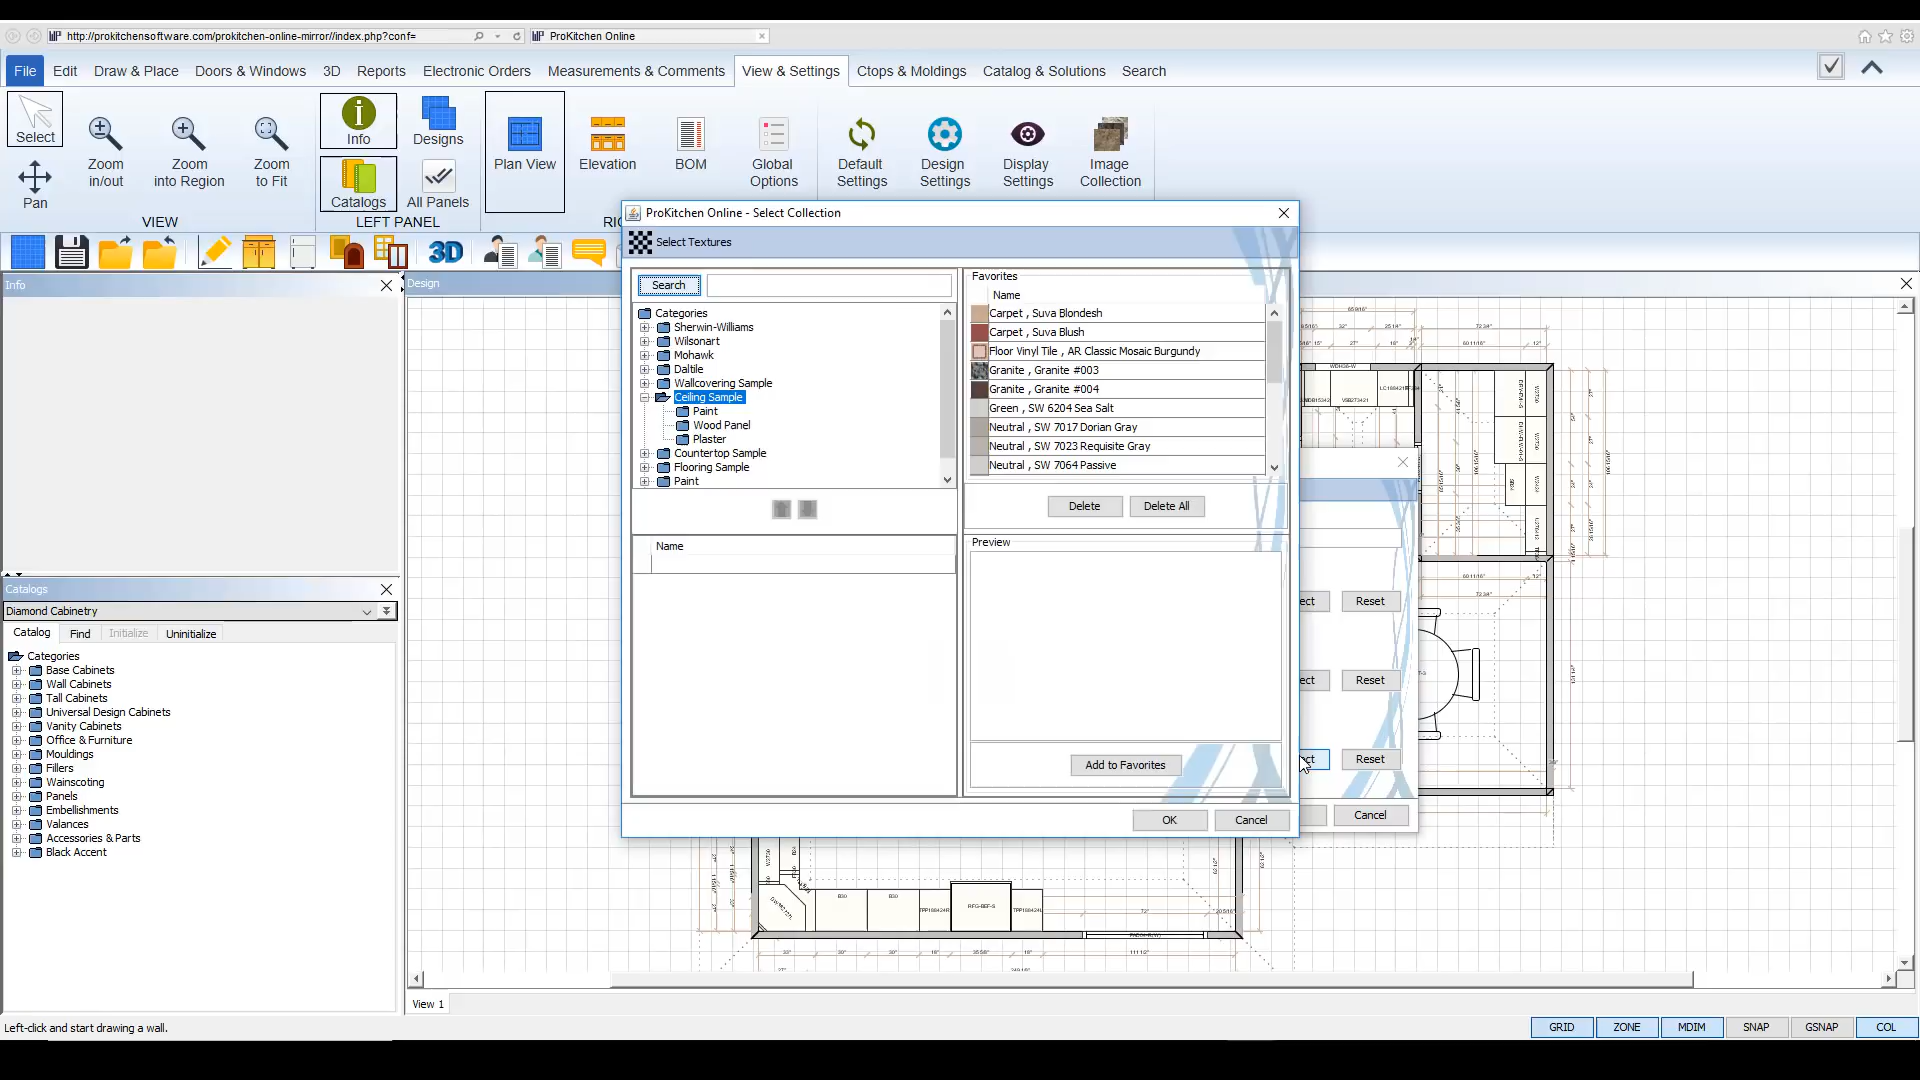 http://prokitchensoftware.com/prokitchen-online-mirror//index.php?conf=
ProKitchen Online
File Edit Draw & Place Doors & Windows 3D Reports Electronic Orders Measurements & Comments View & Settings Ctops & Moldings Catalog & Solutions Search
Select
Pan
Zoom in/out
Zoom into Region
Zoom to Fit
VIEW
Info
Designs
Catalogs
All Panels
LEFT PANEL
Plan View
Elevation
BOM
Global Options
Default Settings
Design Settings
Display Settings
Image Collection
3D
Info
Design
ProKitchen Online - Select Collection
Select Textures
Search
Categories
Sherwin-Williams
Wilsonart
Mohawk
Daltile
Wallcovering Sample
Ceiling Sample
Paint
Wood Panel
Plaster
Countertop Sample
Flooring Sample
Paint
Name
Favorites
Name
Carpet , Suva Blondesh
Carpet , Suva Blush
Floor Vinyl Tile , AR Classic Mosaic Burgundy
Granite , Granite #003
Granite , Granite #004
Green , SW 6204 Sea Salt
Neutral , SW 7017 Dorian Gray
Neutral , SW 7023 Requisite Gray
Neutral , SW 7064 Passive
Delete Delete All
Preview
Add to Favorites
OK Cancel
Reset
Reset
Reset
Cancel
Catalogs
Diamond Cabinetry
Catalog Find Initialize Uninitialize
Categories
Base Cabinets
Wall Cabinets
Tall Cabinets
Universal Design Cabinets
Vanity Cabinets
Office & Furniture
Mouldings
Fillers
Wainscoting
Panels
Embellishments
Valances
Accessories & Parts
Black Accent
B30 B30
View 1
Left-click and start drawing a wall.
GRID ZONE MDIM SNAP GSNAP COL